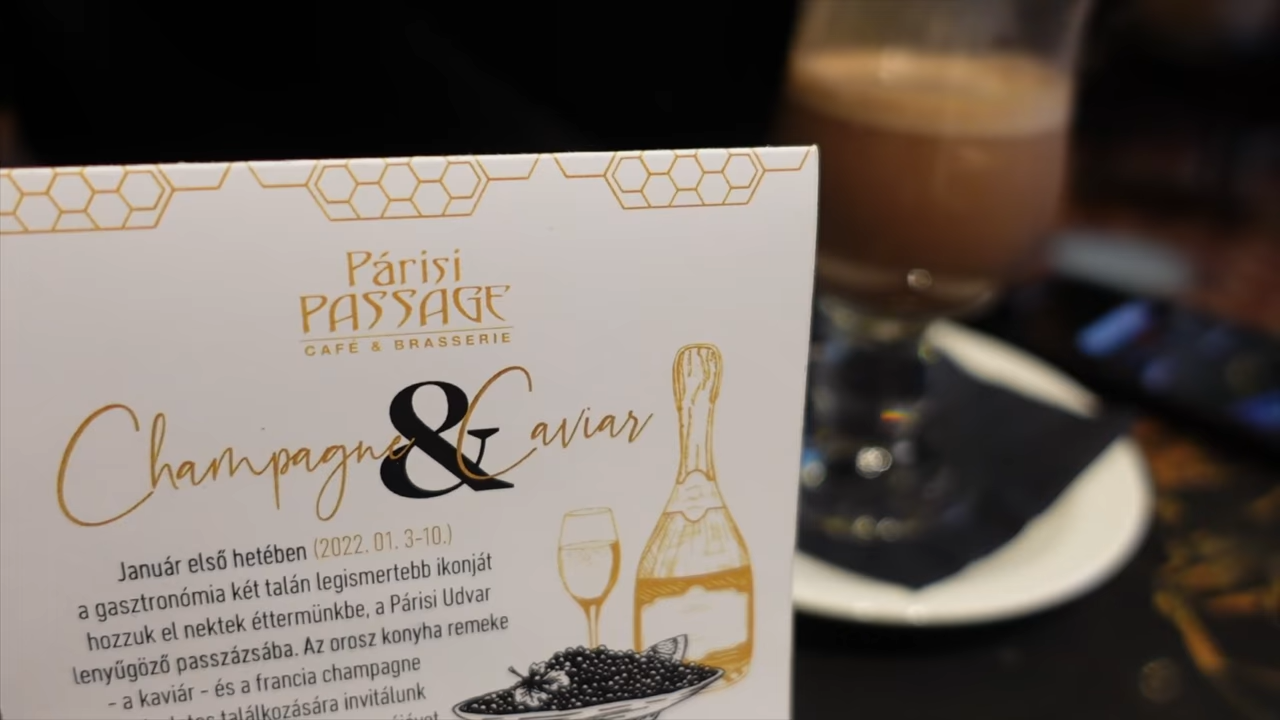 Párisi
PASSAGE
CAFÉ & BRASSERIE
Champagne & Caviar
Január első hetében (2022. 01. 3-10.)
a gasztronómia két talán legismertebb ikonját
hozzuk el nektek éttermünkbe, a Párisi Udvar
lenyűgöző passzázsába. Az orosz konyha remeke
- a kaviár - és a francia champagne
találkozására invitálunk